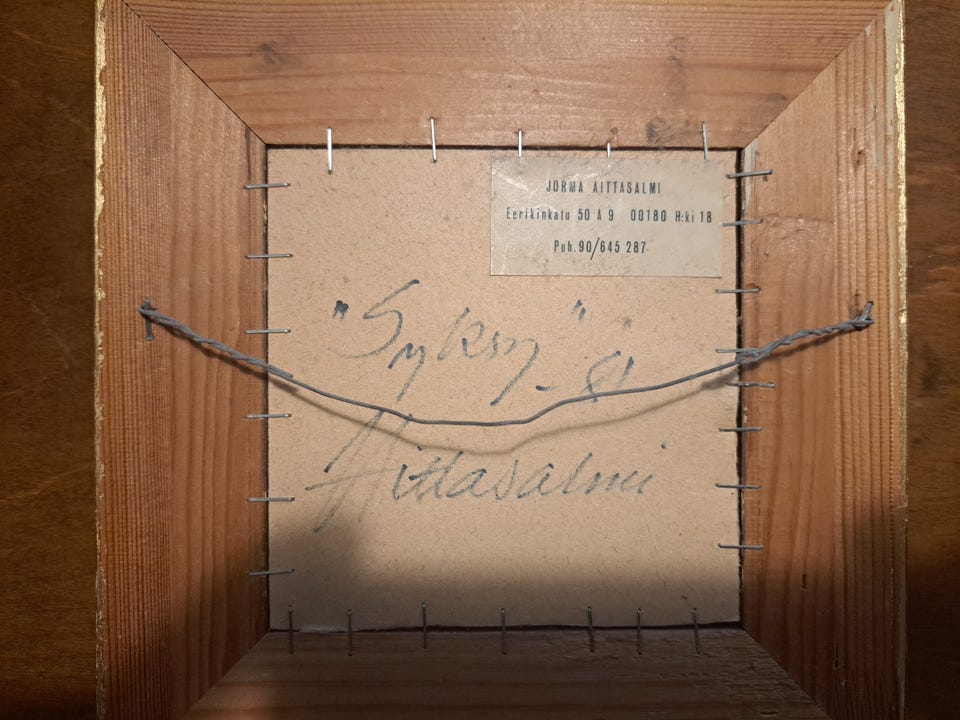 JORMA AITTASALMI
Eerikinkatu 50 A 9 00180 H:ki 18
Puh. 90/645 287
"Syksy" - 81
Aittasalmi